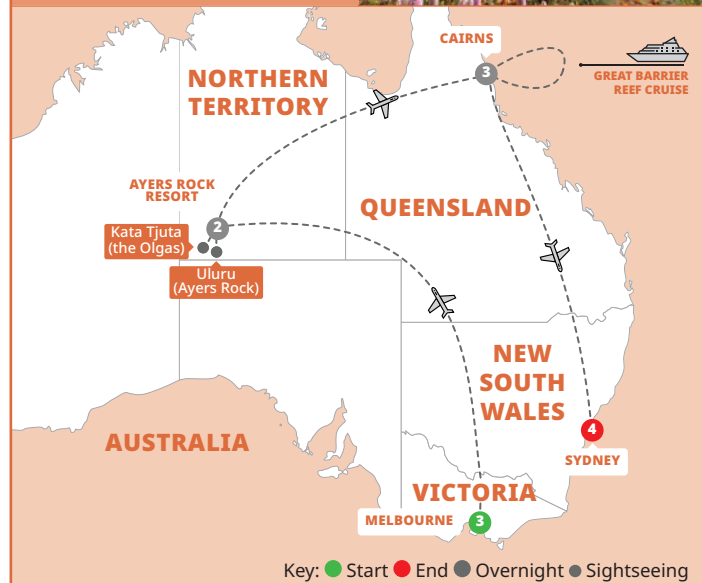 CAIRNS
3
GREAT BARRIER
REEF CRUISE
NORTHERN
TERRITORY
AYERS ROCK
RESORT
2
QUEENSLAND
Kata Tjuta
(the Olgas)
Uluru
(Ayers Rock)
NEW
SOUTH
WALES
4
SYDNEY
AUSTRALIA
VICTORIA
MELBOURNE
3
Key: Start End Overnight Sightseeing